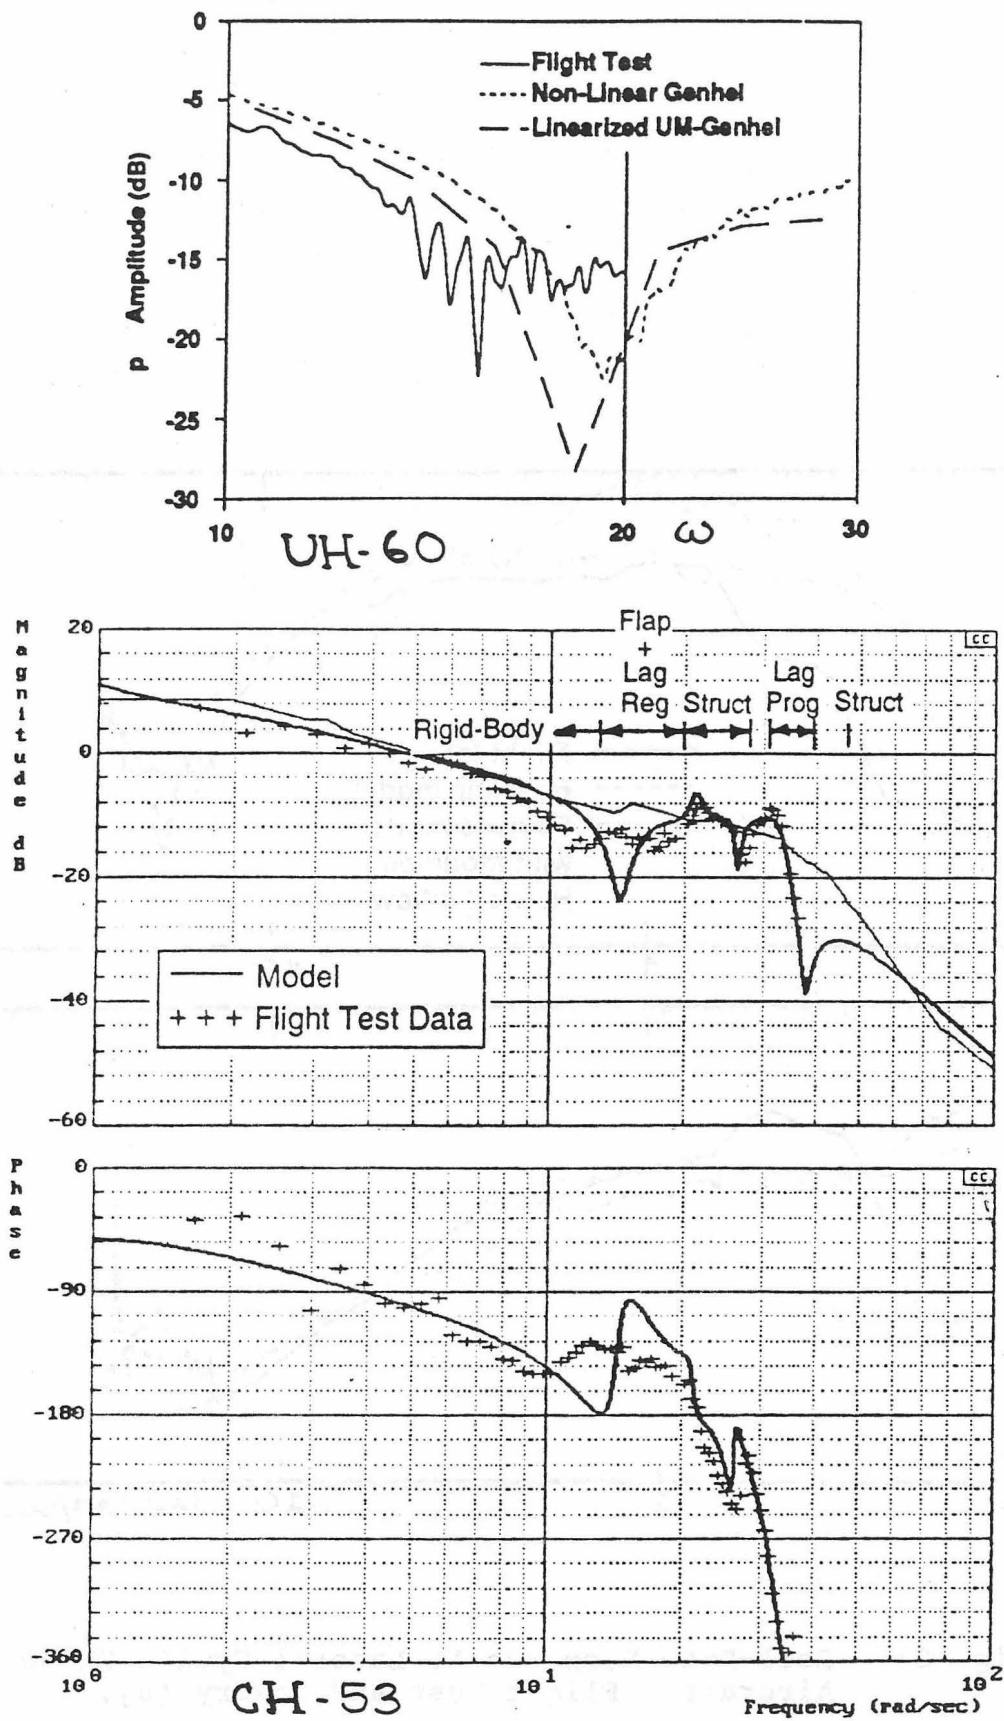 0
-5
-10
-15
-20
-25
-30
p Amplitude (dB)
Flight Test
Non-Linear Genhel
Linearized UM-Genhel
10
20
ω
30
UH-60
Magnitude dB
20
0
-20
-40
-60
Flap
+
Lag
Reg
Lag
Prog
Rigid-Body
Struct
Struct
CC
Model
+ + + Flight Test Data
Phase
0
-90
-180
-270
-360
CC
10⁰
10¹
10²
CH-53
Frequency (rad/sec)